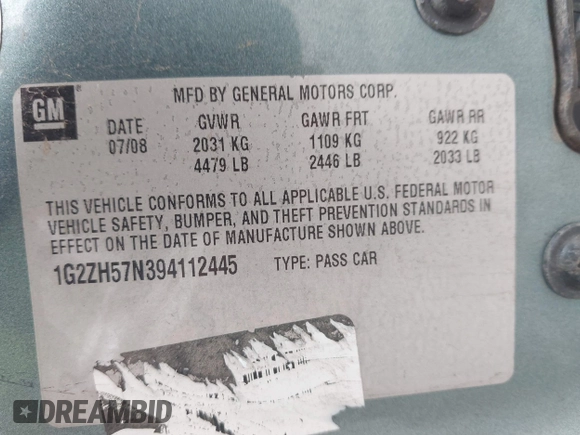 GM
MFD BY GENERAL MOTORS CORP.
DATE GVWR GAWR FRT GAWR RR
07/08 2031 KG 1109 KG 922 KG
4479 LB 2446 LB 2033 LB
THIS VEHICLE CONFORMS TO ALL APPLICABLE U.S. FEDERAL MOTOR
VEHICLE SAFETY, BUMPER, AND THEFT PREVENTION STANDARDS IN
EFFECT ON THE DATE OF MANUFACTURE SHOWN ABOVE.
1G2ZH57N394112445 TYPE: PASS CAR
DREAMBID